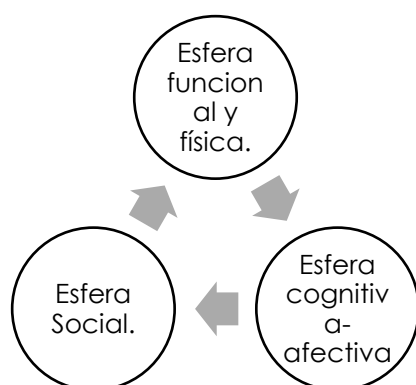 Esfera
funcion
al y
física.
Esfera
Social.
Esfera
cognitiv
a-
afectiva